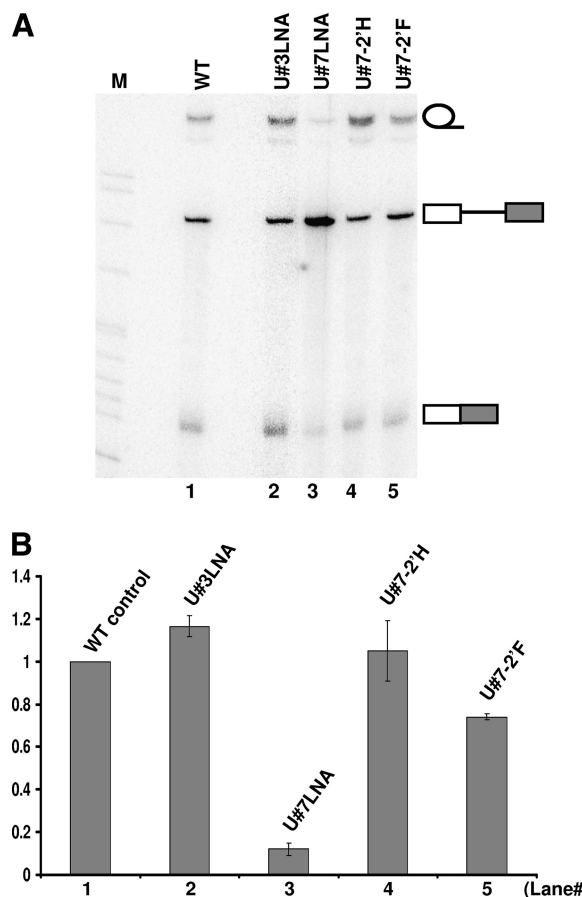 A
M
WT
U#3LNA
U#7LNA
U#7-2'H
U#7-2'F
1 2 3 4 5
B
1.4
1.2
1
0.8
0.6
0.4
0.2
0
WT control
U#3LNA
U#7LNA
U#7-2'H
U#7-2'F
1 2 3 4 5 (Lane#